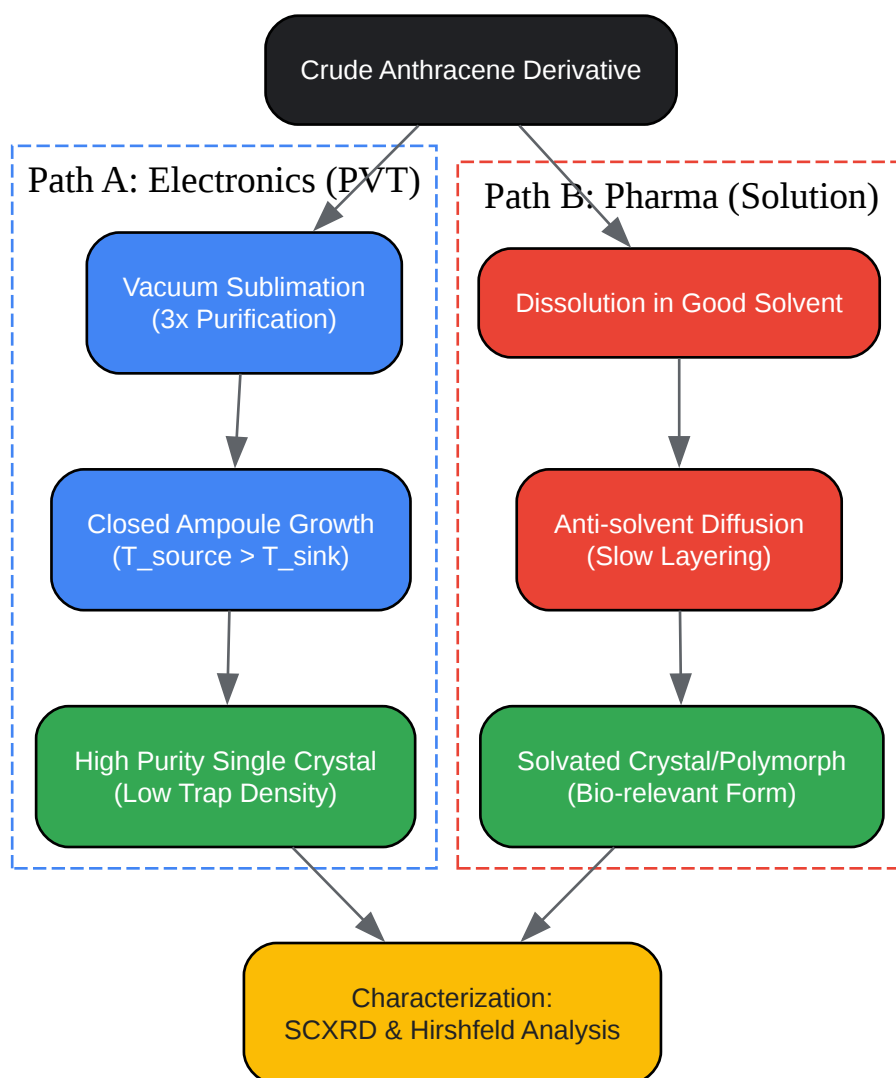 Crude Anthracene Derivative
Path A: Electronics (PVT)
Vacuum Sublimation
(3x Purification)
Closed Ampoule Growth
(T_source > T_sink)
High Purity Single Crystal
(Low Trap Density)
Path B: Pharma (Solution)
Dissolution in Good Solvent
Anti-solvent Diffusion
(Slow Layering)
Solvated Crystal/Polymorph
(Bio-relevant Form)
Characterization:
SCXRD & Hirshfeld Analysis